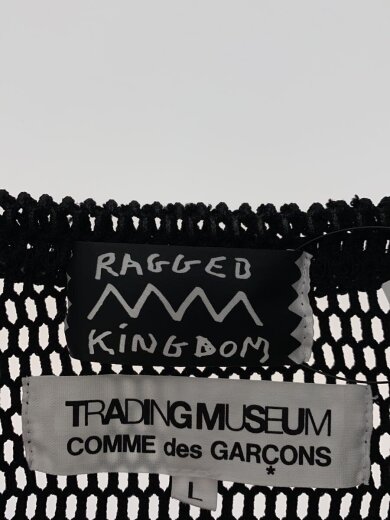 RAGGED
KiNGDOM
TRADING MUSEUM
COMME des GARÇONS
*
L